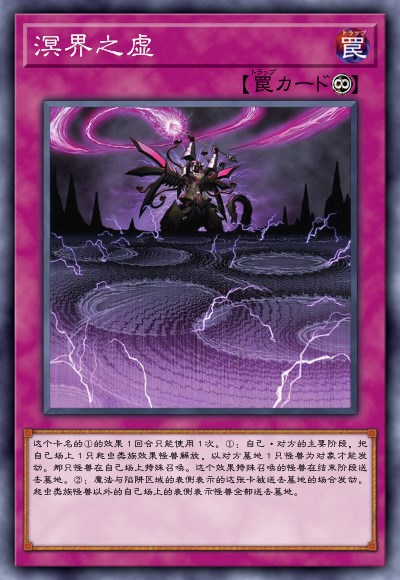 溟界之虚
トラップ
罠
トラップ
【罠カード】
这个卡名的①的效果1回合只能使用1次。①：自己·对方的主要阶段，把
自己场上1只爬虫类族效果怪兽解放，以对方墓地1只怪兽为对象才能发
动。那只怪兽在自己场上特殊召唤。这个效果特殊召唤的怪兽在结束阶段送
去墓地。②：魔法与陷阱区域的表侧表示的这张卡被送去墓地的场合发动。
爬虫类族怪兽以外的自己场上的表侧表示怪兽全部送去墓地。